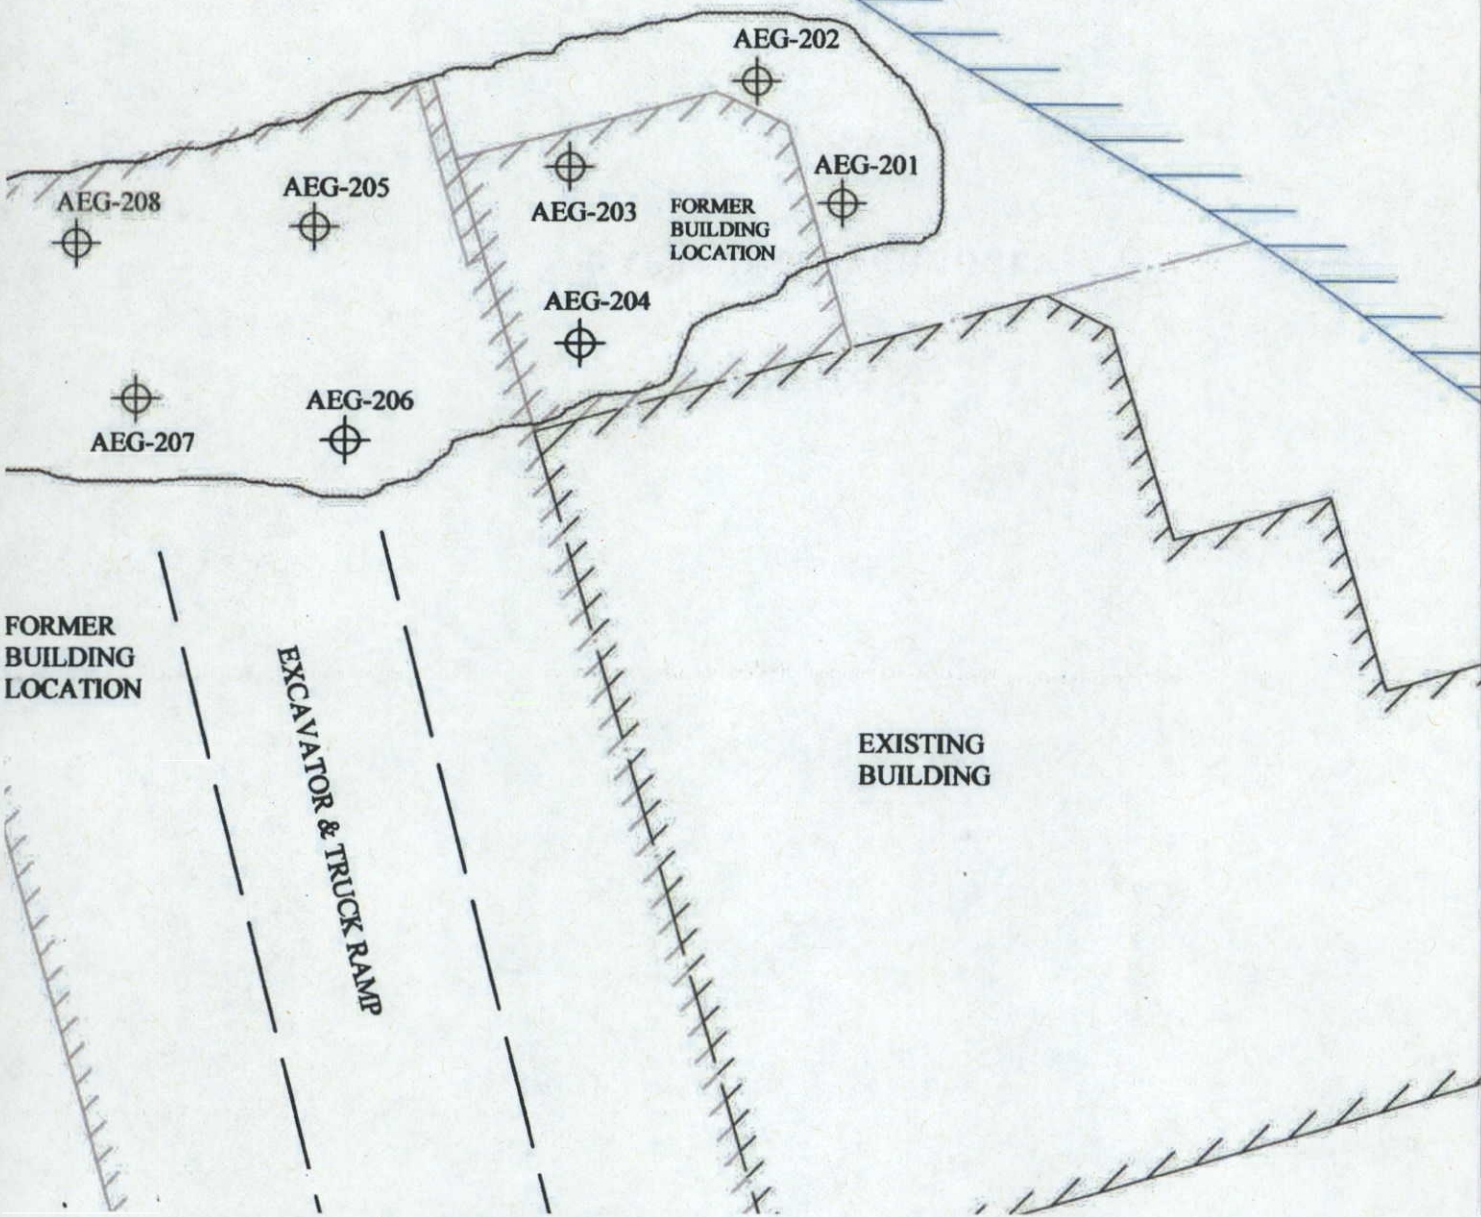 AEG-202
AEG-201
AEG-205
AEG-208
AEG-203
FORMER
BUILDING
LOCATION
AEG-204
AEG-206
AEG-207
FORMER
BUILDING
LOCATION
EXCAVATOR & TRUCK RAMP
EXISTING
BUILDING